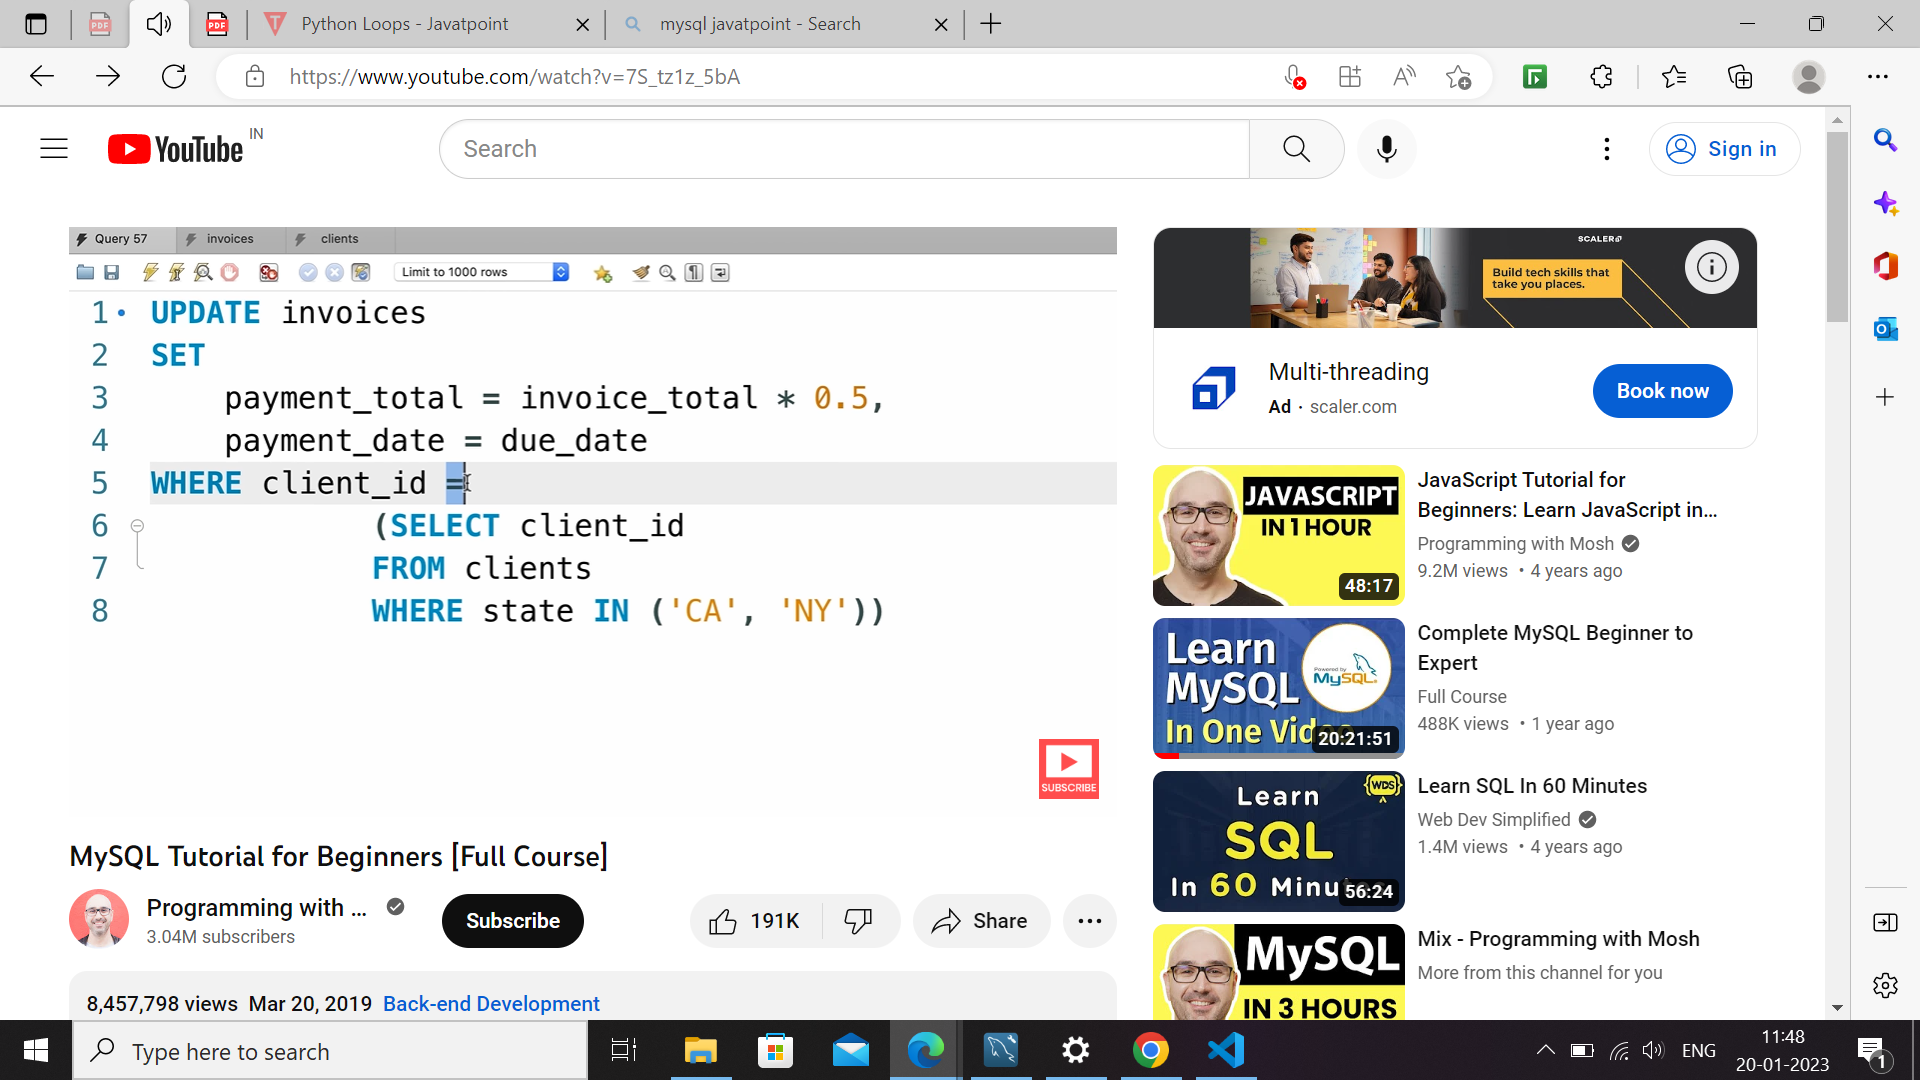 Python Loops - Javatpoint
mysql javatpoint - Search
https://www.youtube.com/watch?v=7S_tz1z_5bA
YouTube IN
Search
Sign in
Query 57 invoices clients
Limit to 1000 rows
1 UPDATE invoices
2 SET
3 payment_total = invoice_total * 0.5,
4 payment_date = due_date
5 WHERE client_id =
6 (SELECT client_id
7 FROM clients
8 WHERE state IN ('CA', 'NY'))
SUBSCRIBE
MySQL Tutorial for Beginners [Full Course]
Programming with ...
3.04M subscribers
Subscribe
191K
Share
8,457,798 views Mar 20, 2019 Back-end Development
SCALER
Build tech skills that
take you places.
Multi-threading
Ad · scaler.com
Book now
JAVASCRIPT
IN 1 HOUR
48:17
JavaScript Tutorial for
Beginners: Learn JavaScript in...
Programming with Mosh
9.2M views • 4 years ago
Learn
MySQL
In One Vid
Powered by
MySQL
20:21:51
Complete MySQL Beginner to
Expert
Full Course
488K views • 1 year ago
Learn
SQL
In 60 Minut
WDS
56:24
Learn SQL In 60 Minutes
Web Dev Simplified
1.4M views • 4 years ago
MySQL
IN 3 HOURS
Mix - Programming with Mosh
More from this channel for you
Type here to search
ENG
11:48
20-01-2023
1